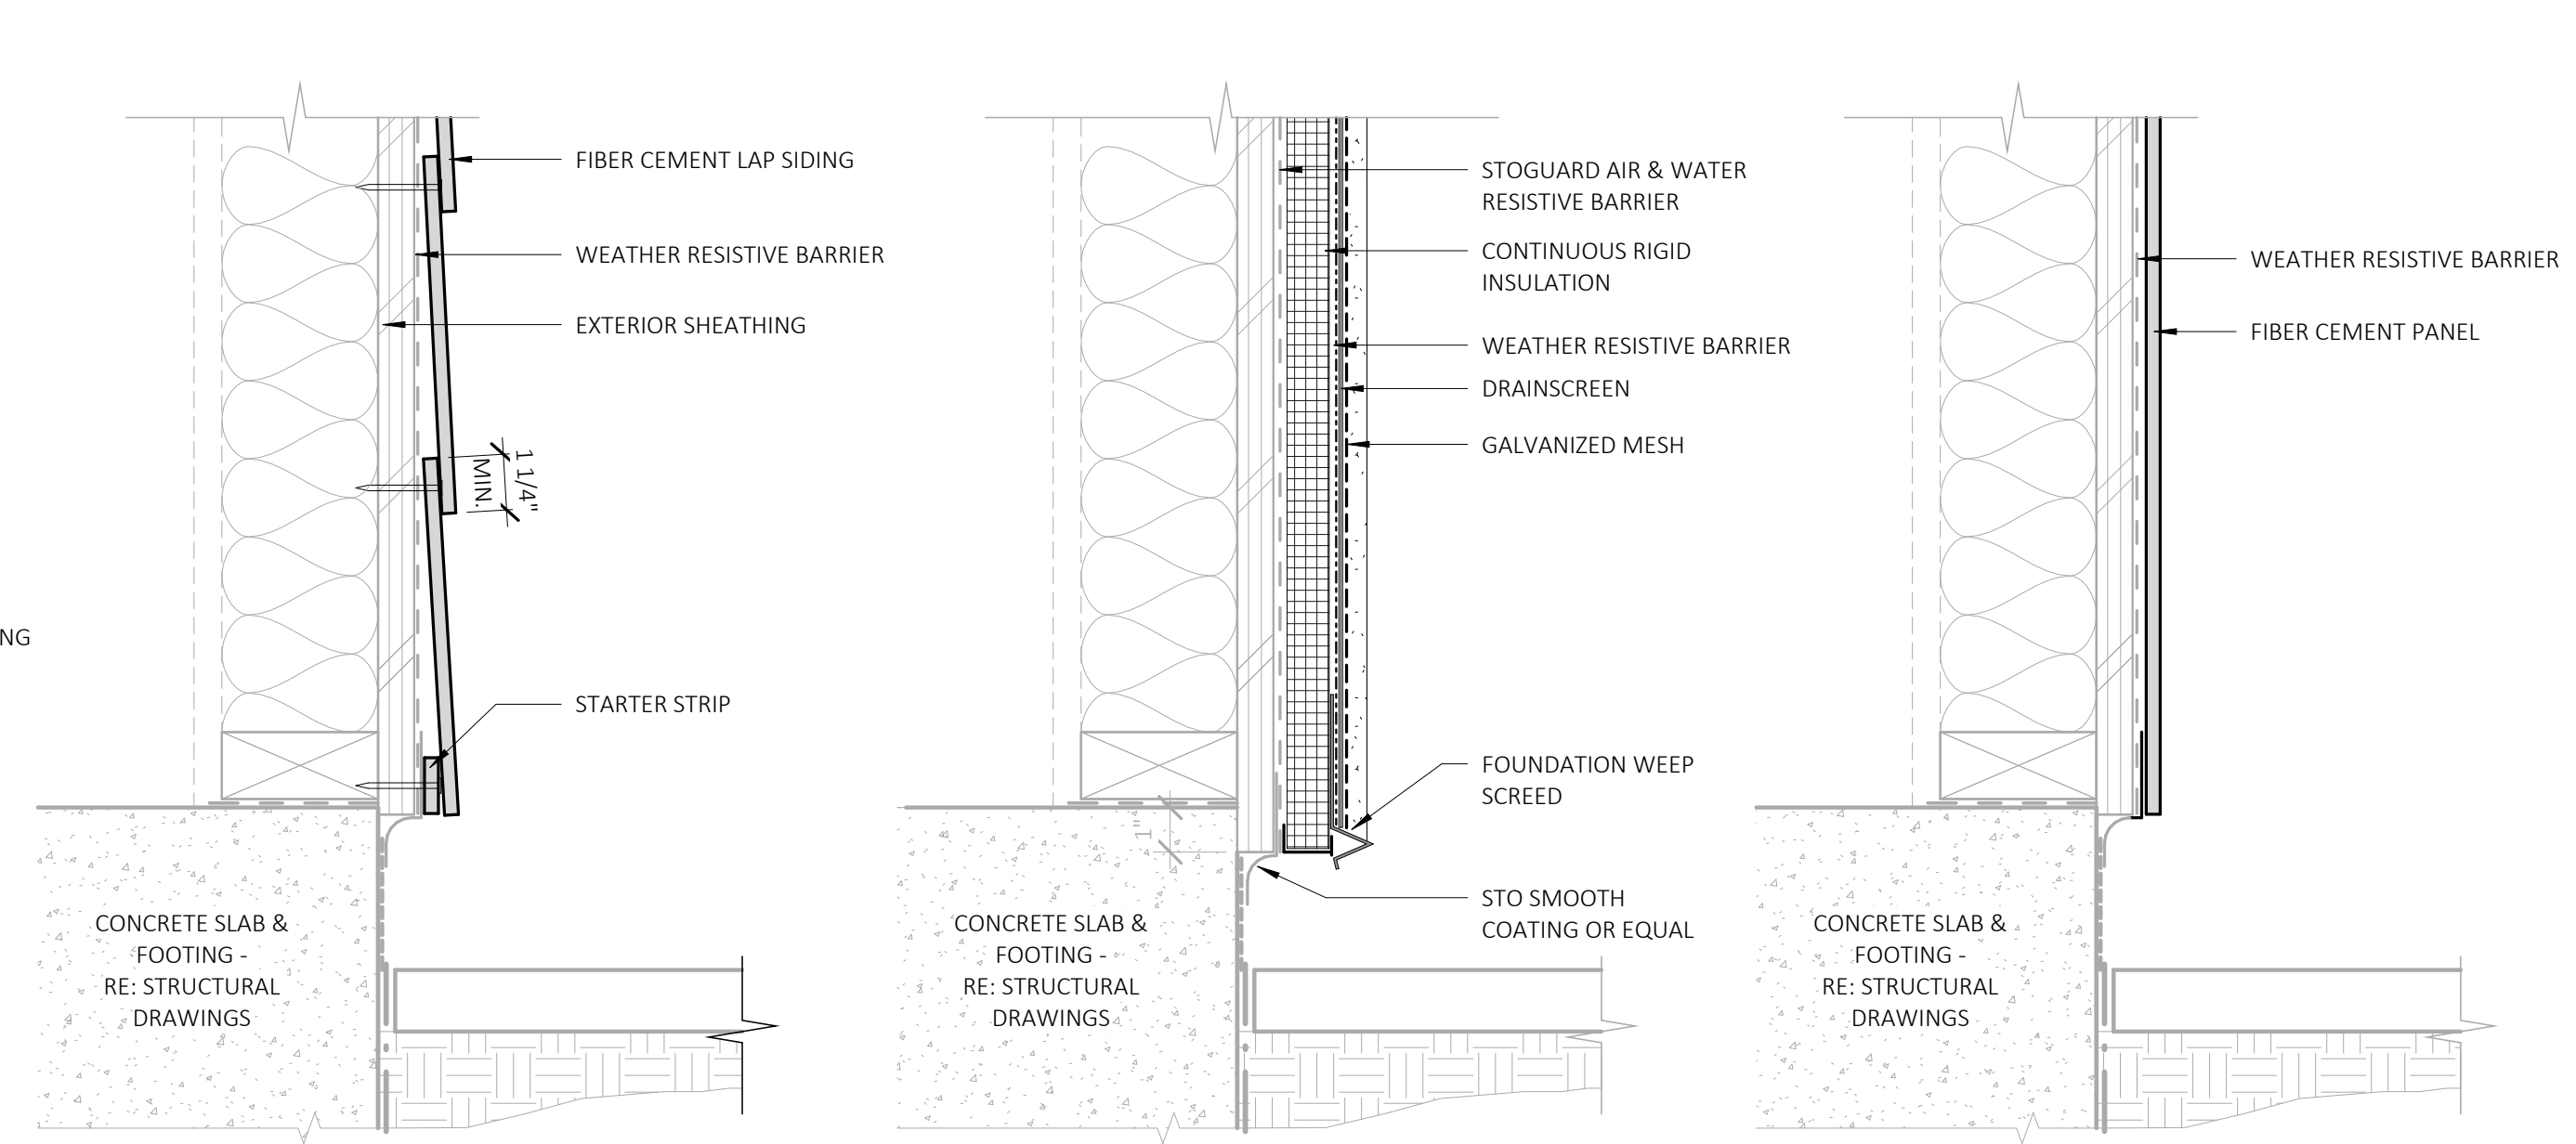 NG
FIBER CEMENT LAP SIDING
WEATHER RESISTIVE BARRIER
EXTERIOR SHEATHING
1 1/4"
MIN.
STARTER STRIP
CONCRETE SLAB &
FOOTING -
RE: STRUCTURAL
DRAWINGS
STOGUARD AIR & WATER
RESISTIVE BARRIER
CONTINUOUS RIGID
INSULATION
WEATHER RESISTIVE BARRIER
DRAINSCREEN
GALVANIZED MESH
FOUNDATION WEEP
SCREED
1"
STO SMOOTH
COATING OR EQUAL
CONCRETE SLAB &
FOOTING -
RE: STRUCTURAL
DRAWINGS
WEATHER RESISTIVE BARRIER
FIBER CEMENT PANEL
CONCRETE SLAB &
FOOTING -
RE: STRUCTURAL
DRAWINGS